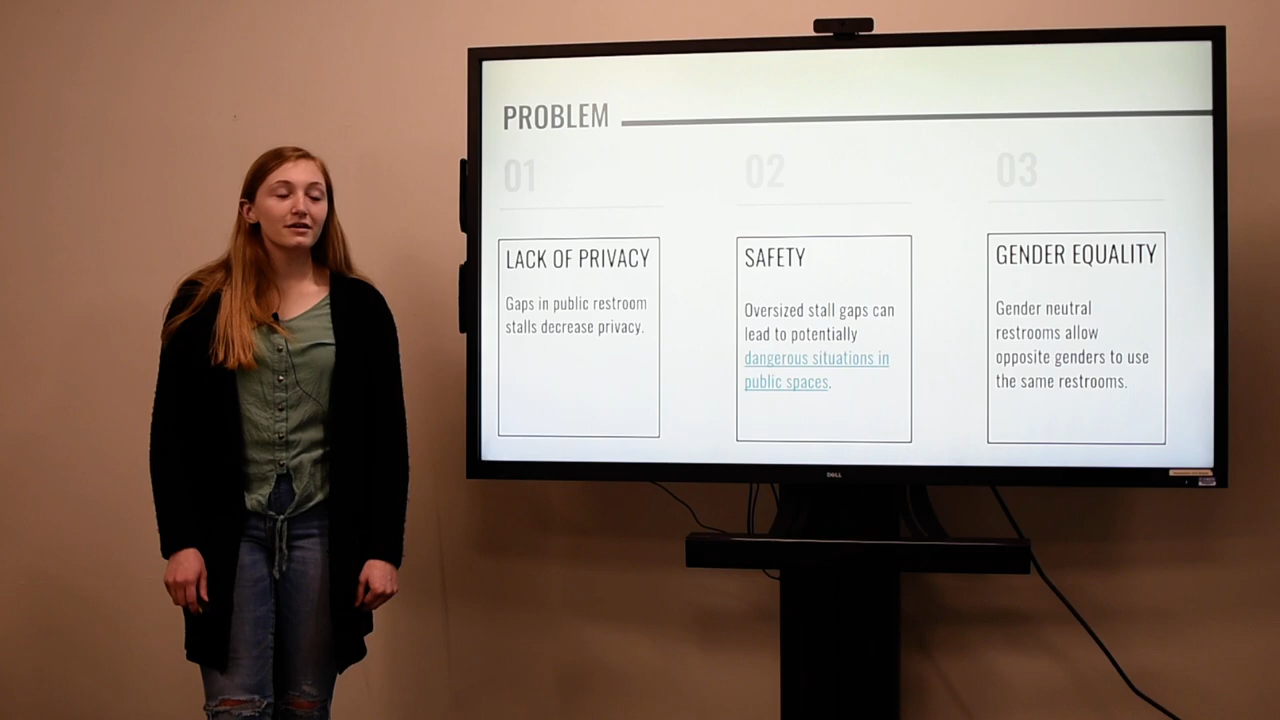 PROBLEM
01
02
03
LACK OF PRIVACY
Gaps in public restroom
stalls decrease privacy.
SAFETY
Oversized stall gaps can
lead to potentially
dangerous situations in
public spaces.
GENDER EQUALITY
Gender neutral
restrooms allow
opposite genders to use
the same restrooms.
DELL